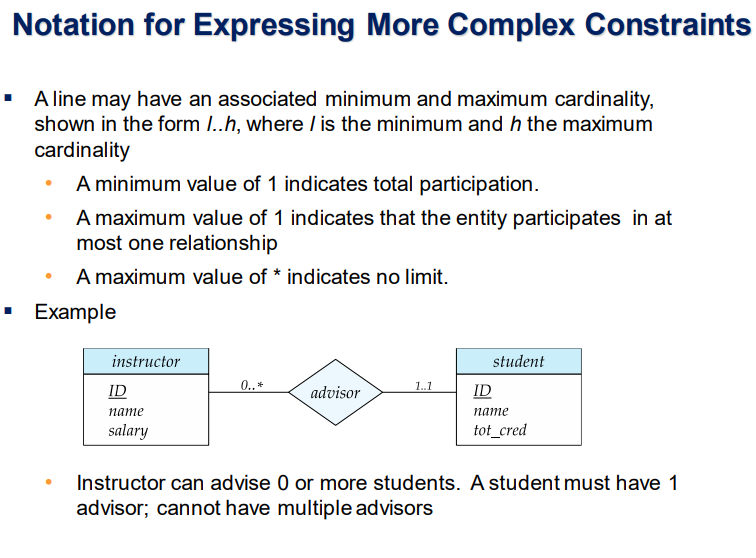 Notation for Expressing More Complex Constraints
▪ A line may have an associated minimum and maximum cardinality,
shown in the form l..h, where l is the minimum and h the maximum
cardinality
• A minimum value of 1 indicates total participation.
• A maximum value of 1 indicates that the entity participates in at
most one relationship
• A maximum value of * indicates no limit.
▪ Example
instructor
ID
name
salary
0..*
advisor
1..1
student
ID
name
tot_cred
• Instructor can advise 0 or more students. A student must have 1
advisor; cannot have multiple advisors